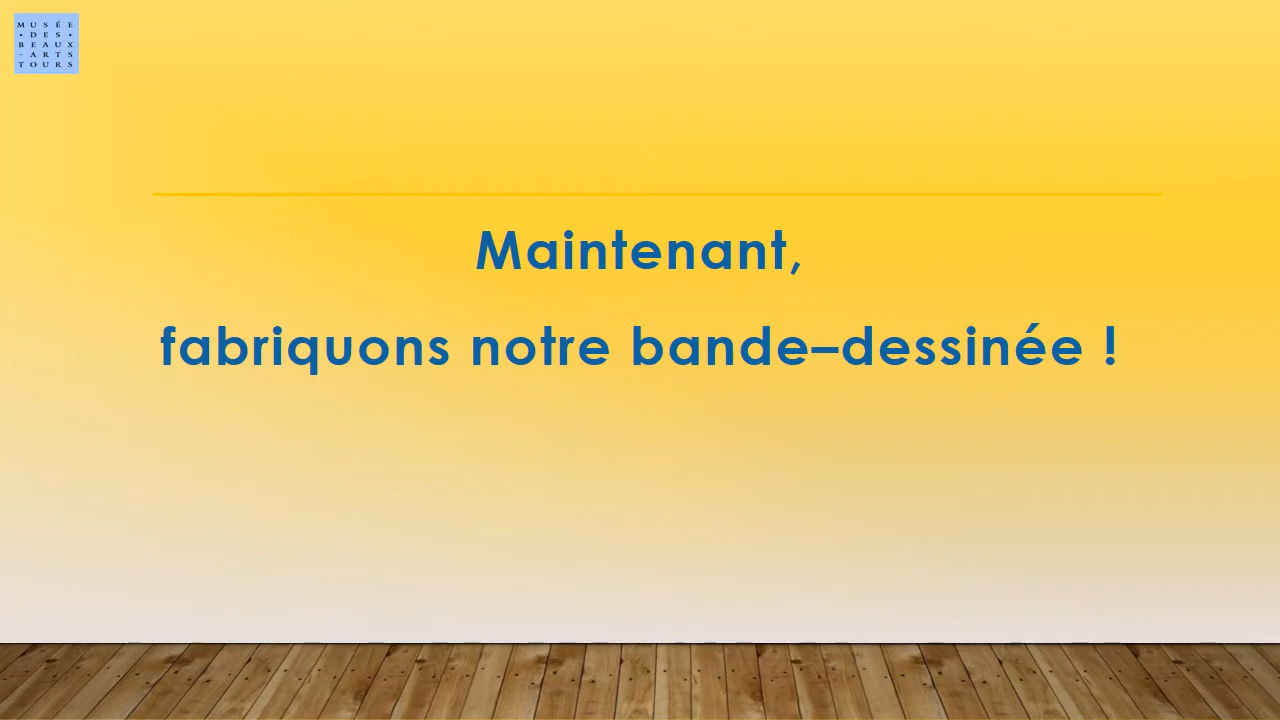 MUSÉE
•DES•
BEAUX
-ARTS
TOURS
Maintenant,
fabriquons notre bande–dessinée !